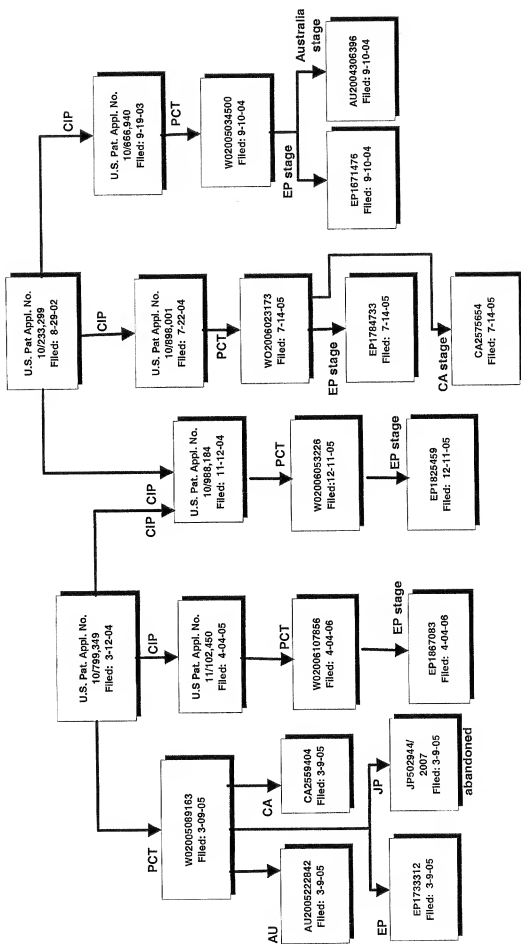 U.S. Pat Appl. No.
10/233,299
Filed: 8-29-02
CIP
CIP
CIP
U.S. Pat. Appl. No.
10/799,349
Filed: 3-12-04
CIP
CIP
PCT
U.S. Pat. Appl. No.
10/666,940
Filed: 9-19-03
PCT
U.S. Pat. Appl. No.
10/898,001
Filed: 7-22-04
PCT
U.S. Pat. Appl. No.
10/988,184
Filed: 11-12-04
PCT
U.S Pat. Appl. No.
11/102,450
Filed: 4-04-05
PCT
W02005089163
Filed: 3-09-05
W02005034500
Filed: 9-10-04
EP stage
Australia
stage
WO2006023173
Filed: 7-14-05
EP stage
CA stage
W02006053226
Filed:12-11-05
EP stage
W02006107856
Filed: 4-04-06
EP stage
AU
CA
EP
JP
AU2005222842
Filed: 3-9-05
CA2559404
Filed: 3-9-05
EP1733312
Filed: 3-9-05
JP502944/
2007
Filed: 3-9-05
abandoned
EP1867083
Filed: 4-04-06
EP1825459
Filed: 12-11-05
EP1784733
Filed: 7-14-05
CA2575654
Filed: 7-14-05
EP1671476
Filed: 9-10-04
AU2004306396
Filed: 9-10-04